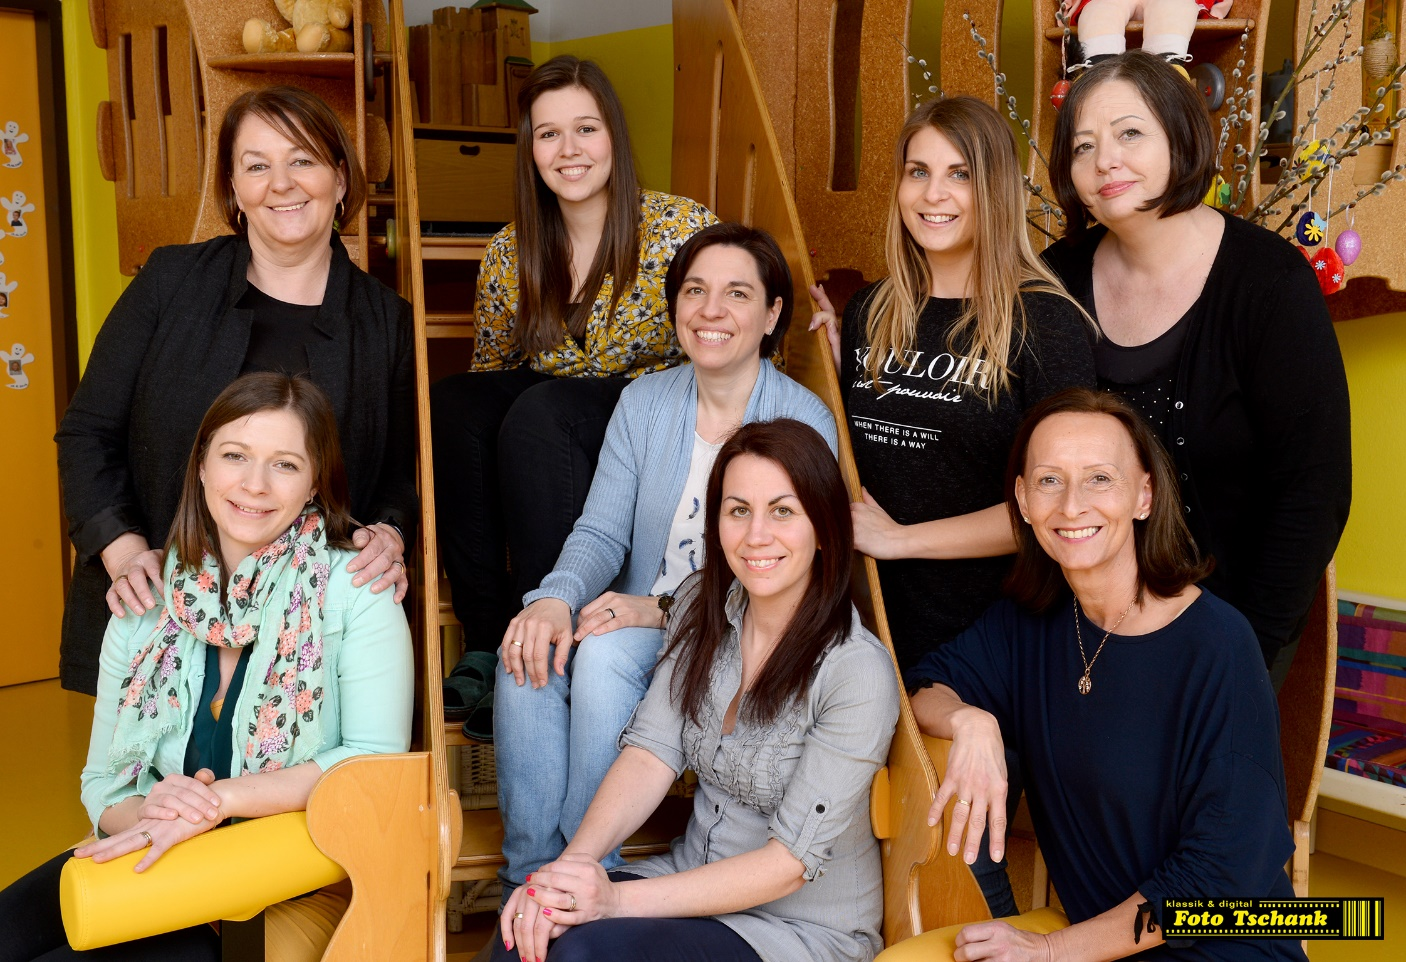 WHEN THERE IS A WILL
THERE IS A WAY
klassik & digital
Foto Tschank